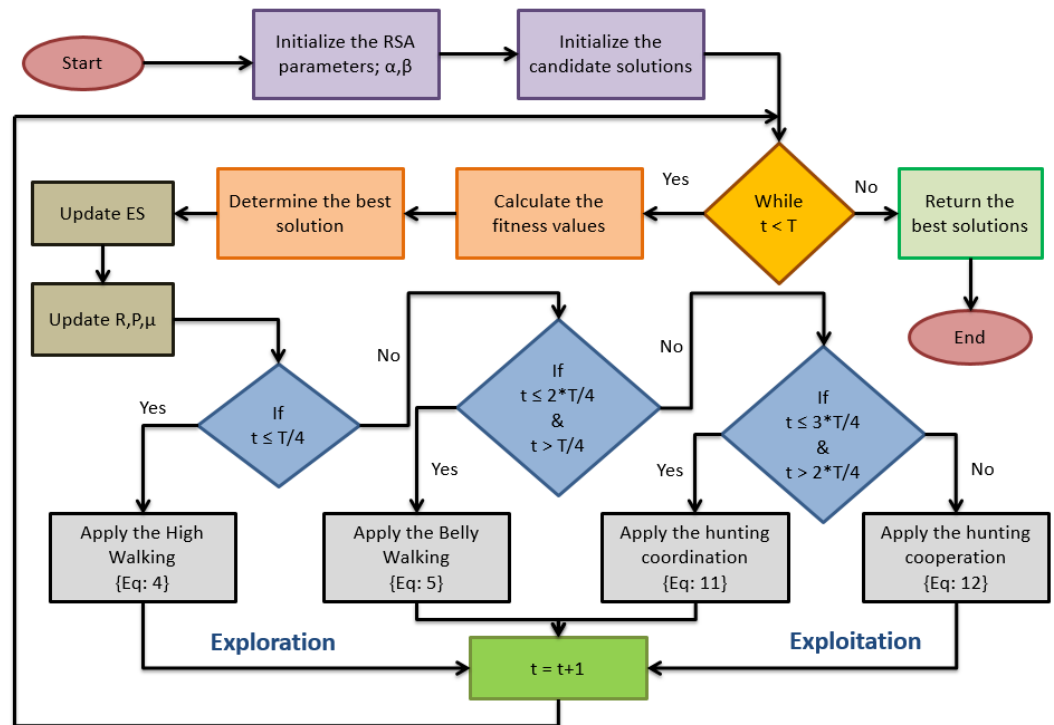 Start
Initialize the RSA
parameters; α,β
Initialize the
candidate solutions
While
t < T
Yes
No
Calculate the
fitness values
Determine the best
solution
Update ES
Return the
best solutions
End
Update R,P,μ
If
t ≤ T/4
Yes
No
If
t ≤ 2*T/4
&
t > T/4
Yes
No
If
t ≤ 3*T/4
&
t > 2*T/4
Yes
No
Apply the High
Walking
{Eq: 4}
Apply the Belly
Walking
{Eq: 5}
Apply the hunting
coordination
{Eq: 11}
Apply the hunting
cooperation
{Eq: 12}
Exploration
Exploitation
t = t+1